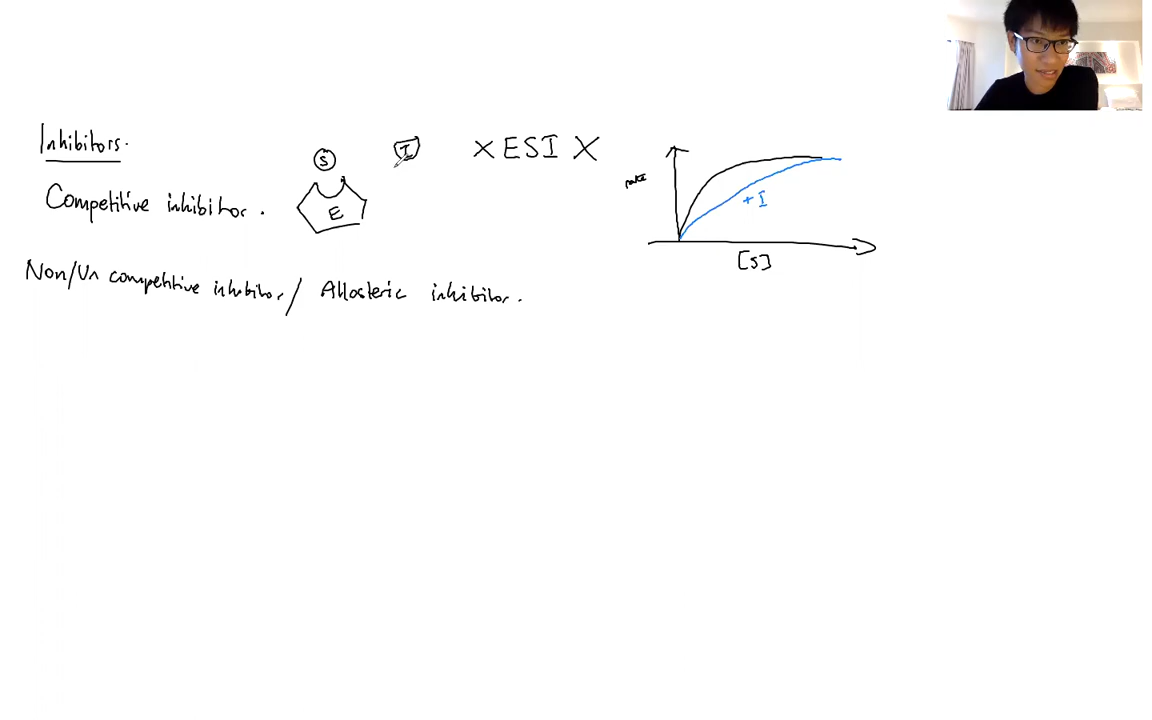 Inhibitors.
S I X ESI X
rate
Competitive inhibitor. E + I
[S]
Non/Un competitive inhibitor / Allosteric inhibitor.